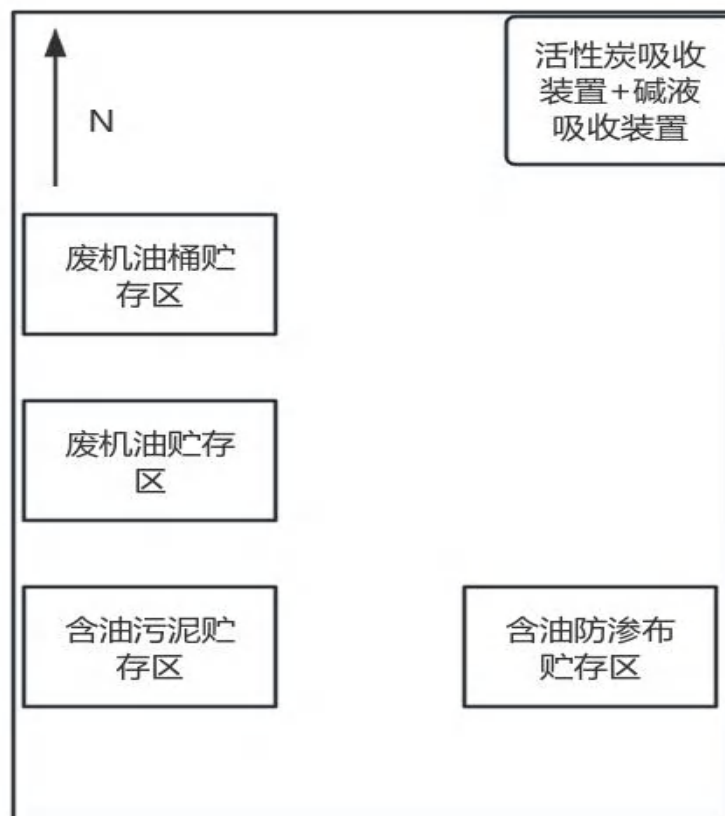 活性炭吸收
装置+碱液
吸收装置
N
废机油桶贮
存区
废机油贮存
区
含油污泥贮
存区
含油防渗布
贮存区